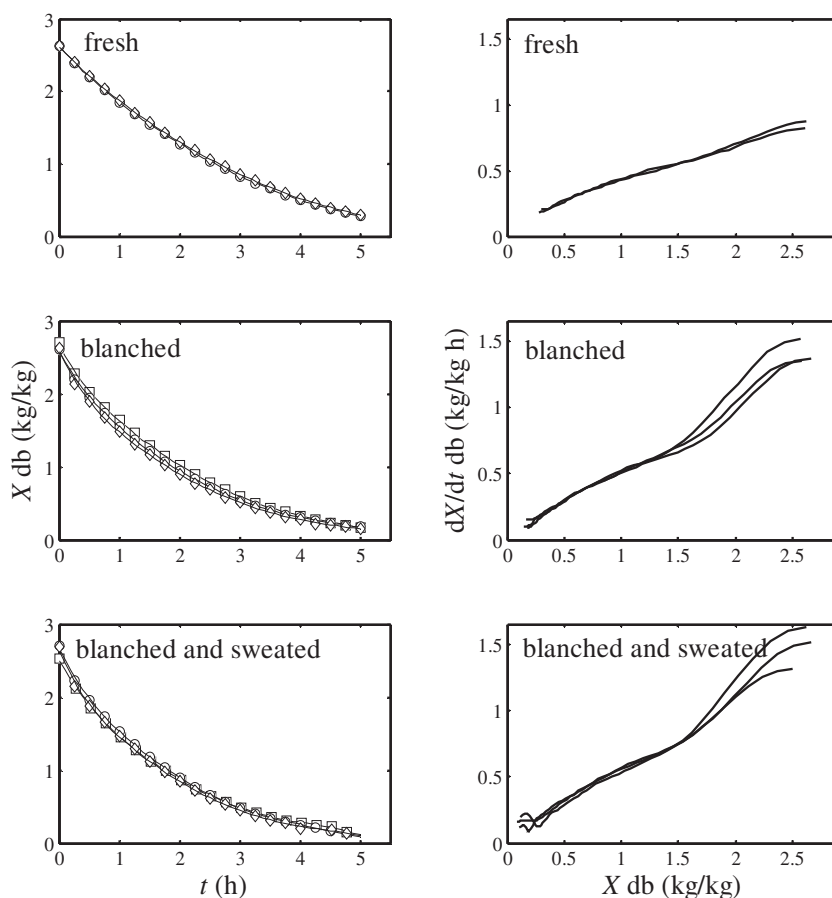 fresh
3
2
1
0
0 1 2 3 4 5
fresh
1.5
1
0.5
0
0 0.5 1 1.5 2 2.5
blanched
3
2
1
0
0 1 2 3 4 5
X db (kg/kg)
blanched
1.5
1
0.5
0
0 0.5 1 1.5 2 2.5
dX/dt db (kg/kg h)
blanched and sweated
3
2
1
0
0 1 2 3 4 5
t (h)
blanched and sweated
1.5
1
0.5
0
0 0.5 1 1.5 2 2.5
X db (kg/kg)